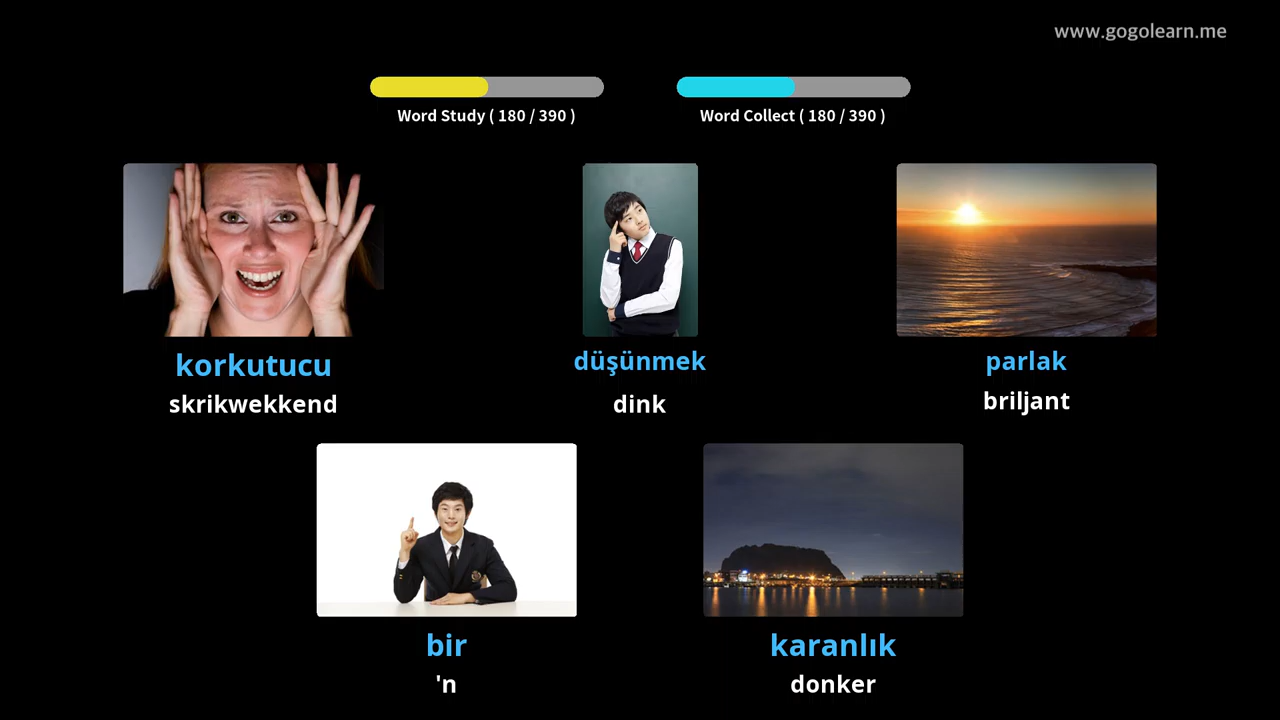 www.gogolearn.me
Word Study ( 180 / 390 )
Word Collect ( 180 / 390 )
korkutucu
skrikwekkend
düşünmek
dink
parlak
briljant
bir
'n
karanlık
donker